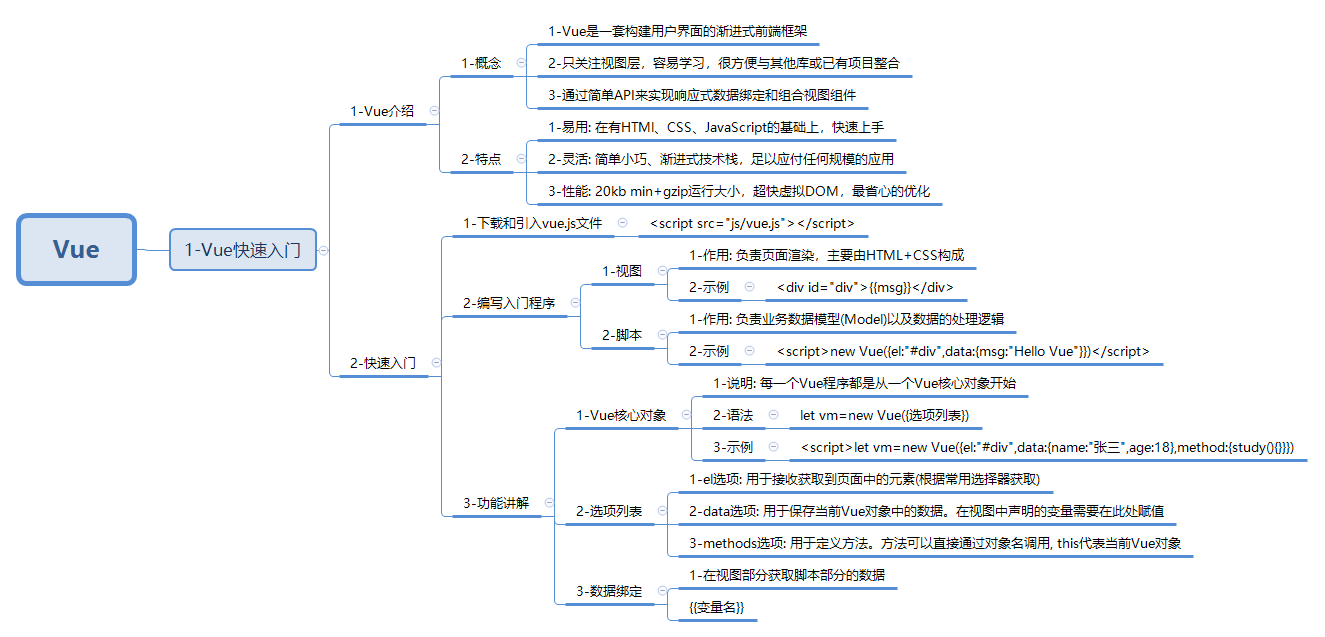 Vue
1-Vue快速入门
1-Vue介绍
1-概念
1-Vue是一套构建用户界面的渐进式前端框架
2-只关注视图层，容易学习，很方便与其他库或已有项目整合
3-通过简单API来实现响应式数据绑定和组合视图组件
2-特点
1-易用: 在有HTMl、CSS、JavaScript的基础上，快速上手
2-灵活: 简单小巧、渐进式技术栈，足以应付任何规模的应用
3-性能: 20kb min+gzip运行大小，超快虚拟DOM，最省心的优化
2-快速入门
1-下载和引入vue.js文件
<script src="js/vue.js"></script>
2-编写入门程序
1-视图
1-作用: 负责页面渲染，主要由HTML+CSS构成
2-示例
<div id="div">{{msg}}</div>
2-脚本
1-作用: 负责业务数据模型(Model)以及数据的处理逻辑
2-示例
<script>new Vue({el:"#div",data:{msg:"Hello Vue"}})</script>
3-功能讲解
1-Vue核心对象
1-说明: 每一个Vue程序都是从一个Vue核心对象开始
2-语法
let vm=new Vue({选项列表})
3-示例
<script>let vm=new Vue({el:"#div",data:{name:"张三",age:18},method:{study(){}}})
2-选项列表
1-el选项: 用于接收获取到页面中的元素(根据常用选择器获取)
2-data选项: 用于保存当前Vue对象中的数据。在视图中声明的变量需要在此处赋值
3-methods选项: 用于定义方法。方法可以直接通过对象名调用, this代表当前Vue对象
3-数据绑定
1-在视图部分获取脚本部分的数据
{{变量名}}